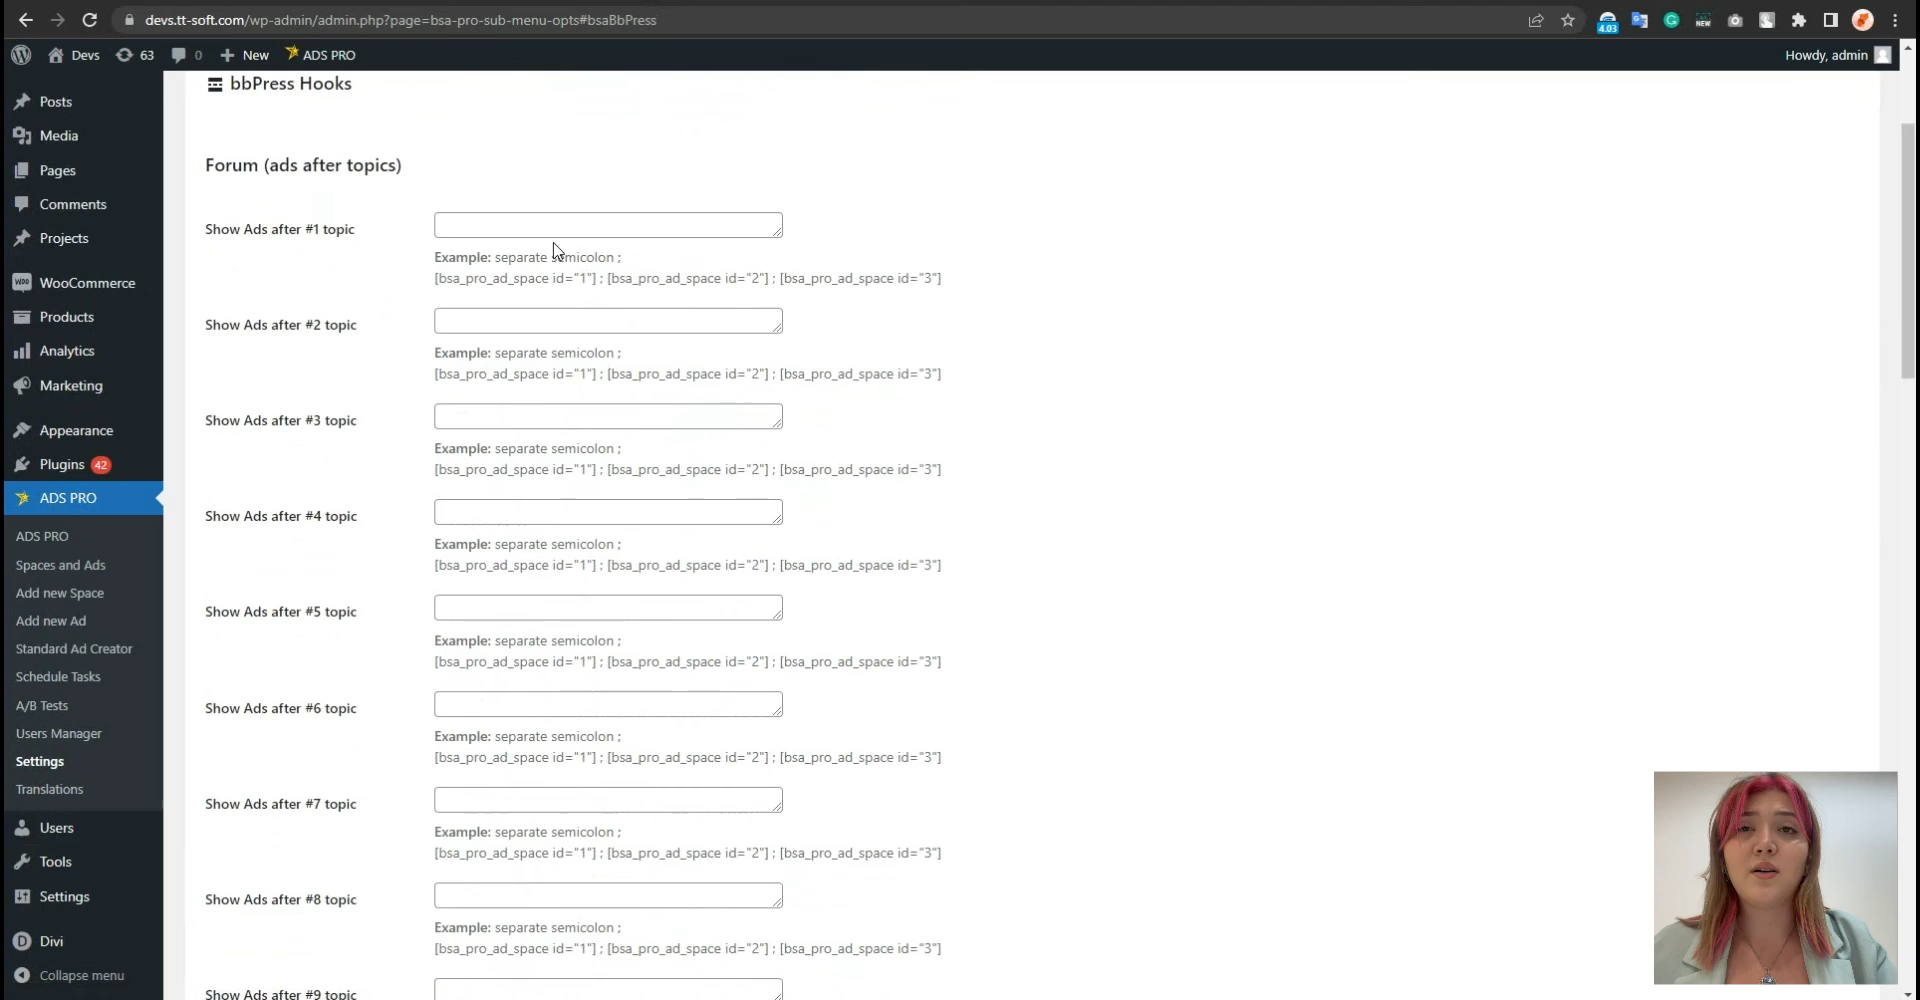 devs.tt-soft.com/wp-admin/admin.php?page=bsa-pro-sub-menu-opts#bsaBbPress
4.03
NEW
Devs
63
0
New
ADS PRO
Howdy, admin
Posts
Media
Pages
Comments
Projects
WooCommerce
Products
Analytics
Marketing
Appearance
Plugins 42
ADS PRO
ADS PRO
Spaces and Ads
Add new Space
Add new Ad
Standard Ad Creator
Schedule Tasks
A/B Tests
Users Manager
Settings
Translations
Users
Tools
Settings
Divi
Collapse menu
bbPress Hooks
Forum (ads after topics)
Show Ads after #1 topic
Example: separate semicolon ;
[bsa_pro_ad_space id="1"] ; [bsa_pro_ad_space id="2"] ; [bsa_pro_ad_space id="3"]
Show Ads after #2 topic
Example: separate semicolon ;
[bsa_pro_ad_space id="1"] ; [bsa_pro_ad_space id="2"] ; [bsa_pro_ad_space id="3"]
Show Ads after #3 topic
Example: separate semicolon ;
[bsa_pro_ad_space id="1"] ; [bsa_pro_ad_space id="2"] ; [bsa_pro_ad_space id="3"]
Show Ads after #4 topic
Example: separate semicolon ;
[bsa_pro_ad_space id="1"] ; [bsa_pro_ad_space id="2"] ; [bsa_pro_ad_space id="3"]
Show Ads after #5 topic
Example: separate semicolon ;
[bsa_pro_ad_space id="1"] ; [bsa_pro_ad_space id="2"] ; [bsa_pro_ad_space id="3"]
Show Ads after #6 topic
Example: separate semicolon ;
[bsa_pro_ad_space id="1"] ; [bsa_pro_ad_space id="2"] ; [bsa_pro_ad_space id="3"]
Show Ads after #7 topic
Example: separate semicolon ;
[bsa_pro_ad_space id="1"] ; [bsa_pro_ad_space id="2"] ; [bsa_pro_ad_space id="3"]
Show Ads after #8 topic
Example: separate semicolon ;
[bsa_pro_ad_space id="1"] ; [bsa_pro_ad_space id="2"] ; [bsa_pro_ad_space id="3"]
Show Ads after #9 topic